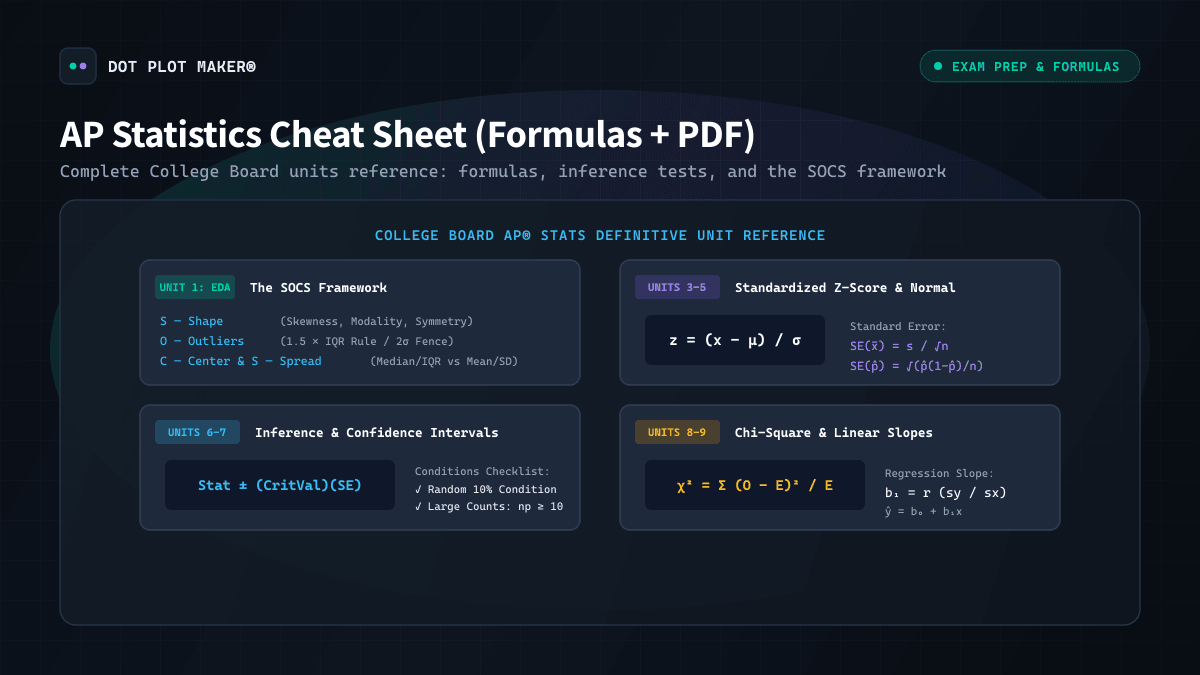 DOT PLOT MAKER®
EXAM PREP & FORMULAS
AP Statistics Cheat Sheet (Formulas + PDF)
Complete College Board units reference: formulas, inference tests, and the SOCS framework
COLLEGE BOARD AP® STATS DEFINITIVE UNIT REFERENCE
UNIT 1: EDA The SOCS Framework
S — Shape (Skewness, Modality, Symmetry)
O — Outliers (1.5 × IQR Rule / 2σ Fence)
C — Center & S — Spread (Median/IQR vs Mean/SD)
UNITS 3-5 Standardized Z-Score & Normal
z = (x − μ) / σ
Standard Error:
SE(x̄) = s / √n
SE(p̂) = √(p̂(1-p̂)/n)
UNITS 6-7 Inference & Confidence Intervals
Stat ± (CritVal)(SE)
Conditions Checklist:
✓ Random 10% Condition
✓ Large Counts: np ≥ 10
UNITS 8-9 Chi-Square & Linear Slopes
χ² = Σ (O − E)² / E
Regression Slope:
b₁ = r (sy / sx)
ŷ = b₀ + b₁x